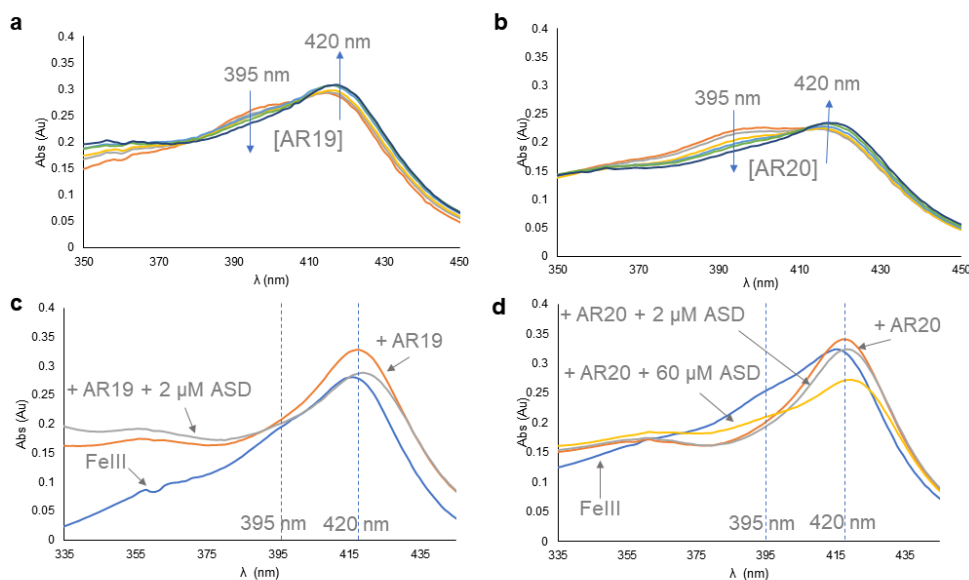 a
0.4
0.35
0.3
0.25
0.2
0.15
0.1
0.05
0
Abs (Au)
395 nm
420 nm
[AR19]
350
370
390
410
430
450
λ (nm)
b
0.4
0.35
0.3
0.25
0.2
0.15
0.1
0.05
0
Abs (Au)
395 nm
420 nm
[AR20]
350
370
390
410
430
450
λ (nm)
c
0.4
0.35
0.3
0.25
0.2
0.15
0.1
0.05
0
Abs (Au)
+ AR19
+ AR19 + 2 µM ASD
FeIII
395 nm
420 nm
335
355
375
395
415
435
λ (nm)
d
0.4
0.35
0.3
0.25
0.2
0.15
0.1
0.05
0
Abs (Au)
+ AR20 + 2 µM ASD
+ AR20
+ AR20 + 60 µM ASD
FeIII
395 nm
420 nm
335
355
375
395
415
435
λ (nm)